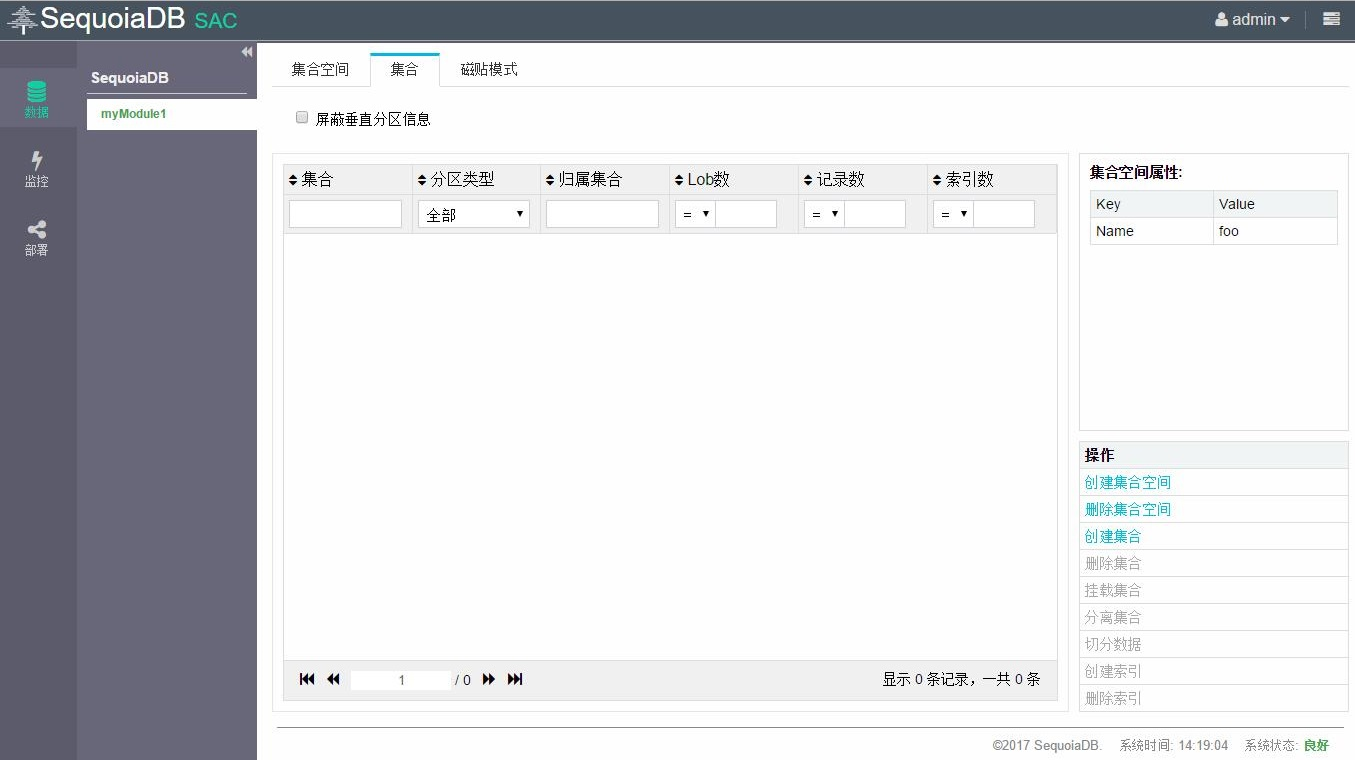 SequoiaDB SAC
admin
SequoiaDB
myModule1
数据
监控
部署
集合空间 集合 磁贴模式
屏蔽垂直分区信息
集合 分区类型 归属集合 Lob数 记录数 索引数
全部 = = =
1 / 0 显示 0 条记录，一共 0 条
集合空间属性:
Key Value
Name foo
操作
创建集合空间
删除集合空间
创建集合
删除集合
挂载集合
分离集合
切分数据
创建索引
删除索引
©2017 SequoiaDB. 系统时间: 14:19:04 系统状态: 良好